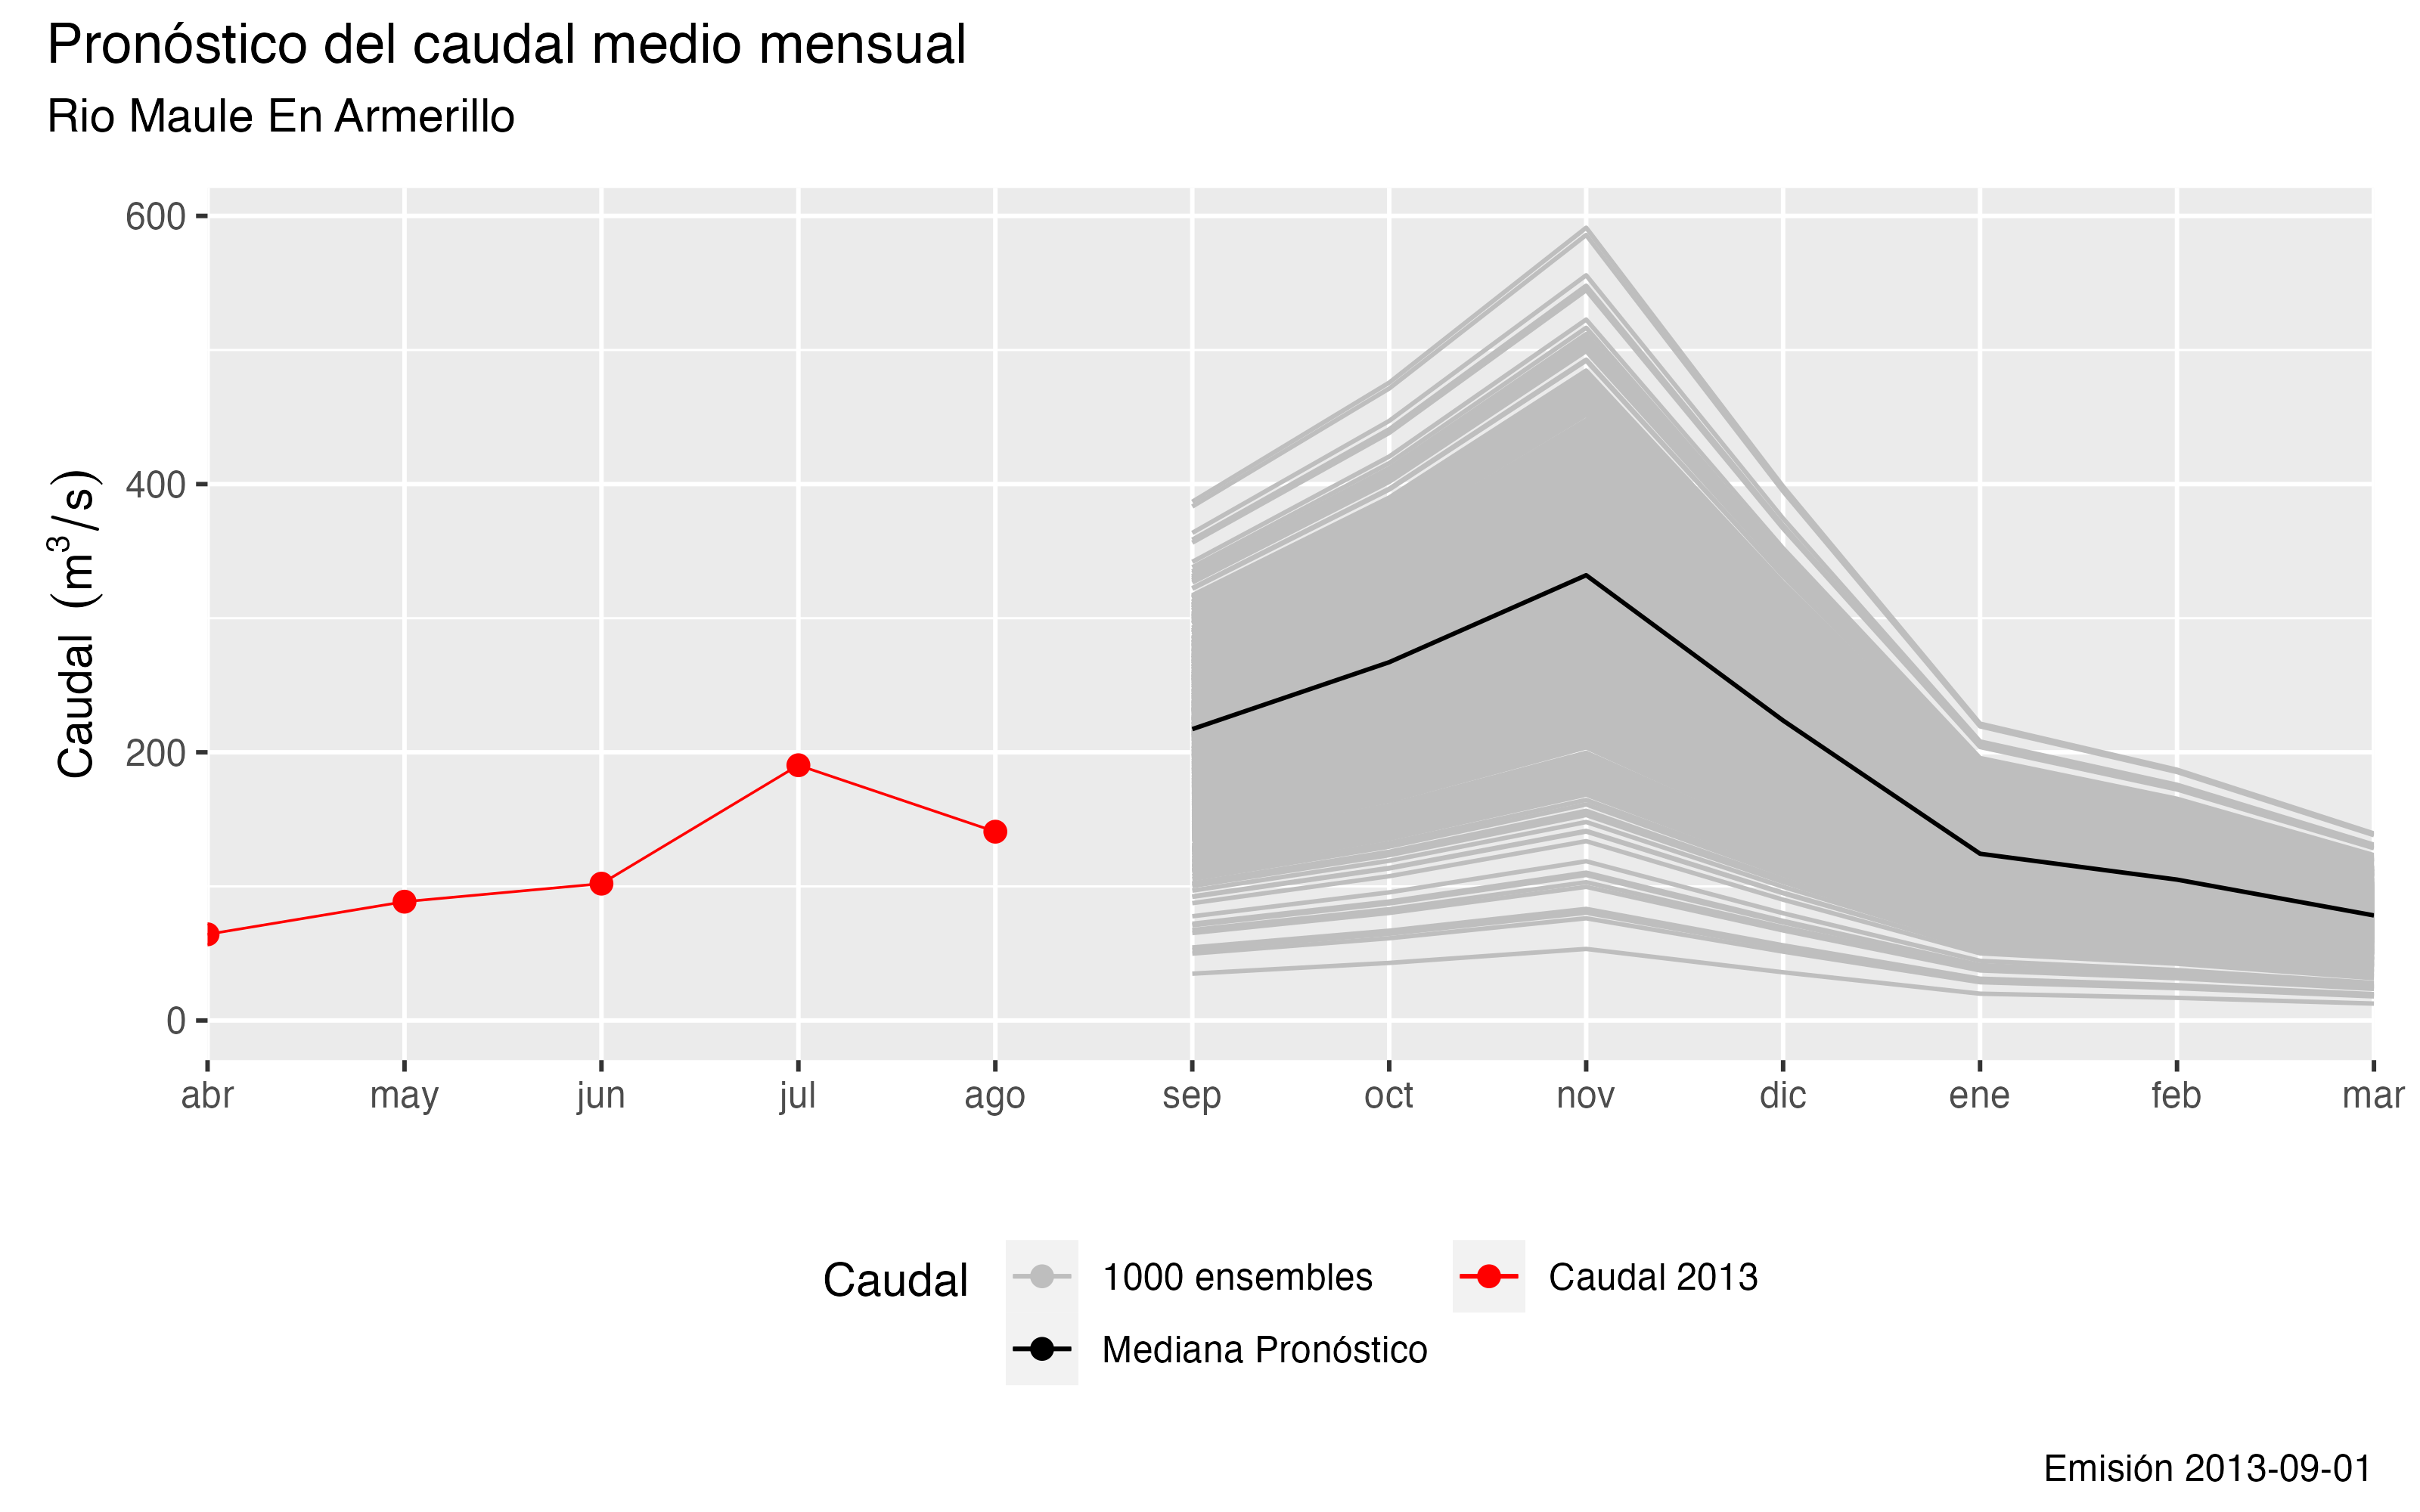 Pronóstico del caudal medio mensual
Rio Maule En Armerillo
Caudal (m³/s)
600
400
200
0
abr may jun jul ago sep oct nov dic ene feb mar
Caudal
1000 ensembles
Caudal 2013
Mediana Pronóstico
Emisión 2013-09-01